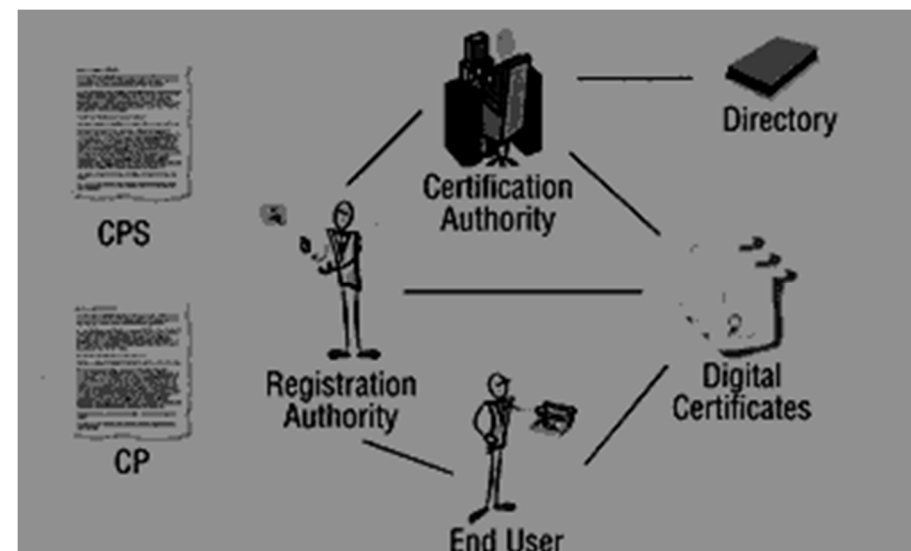 Directory
Certification
Authority
CPS
Registration
Authority
Digital
Certificates
CP
End User